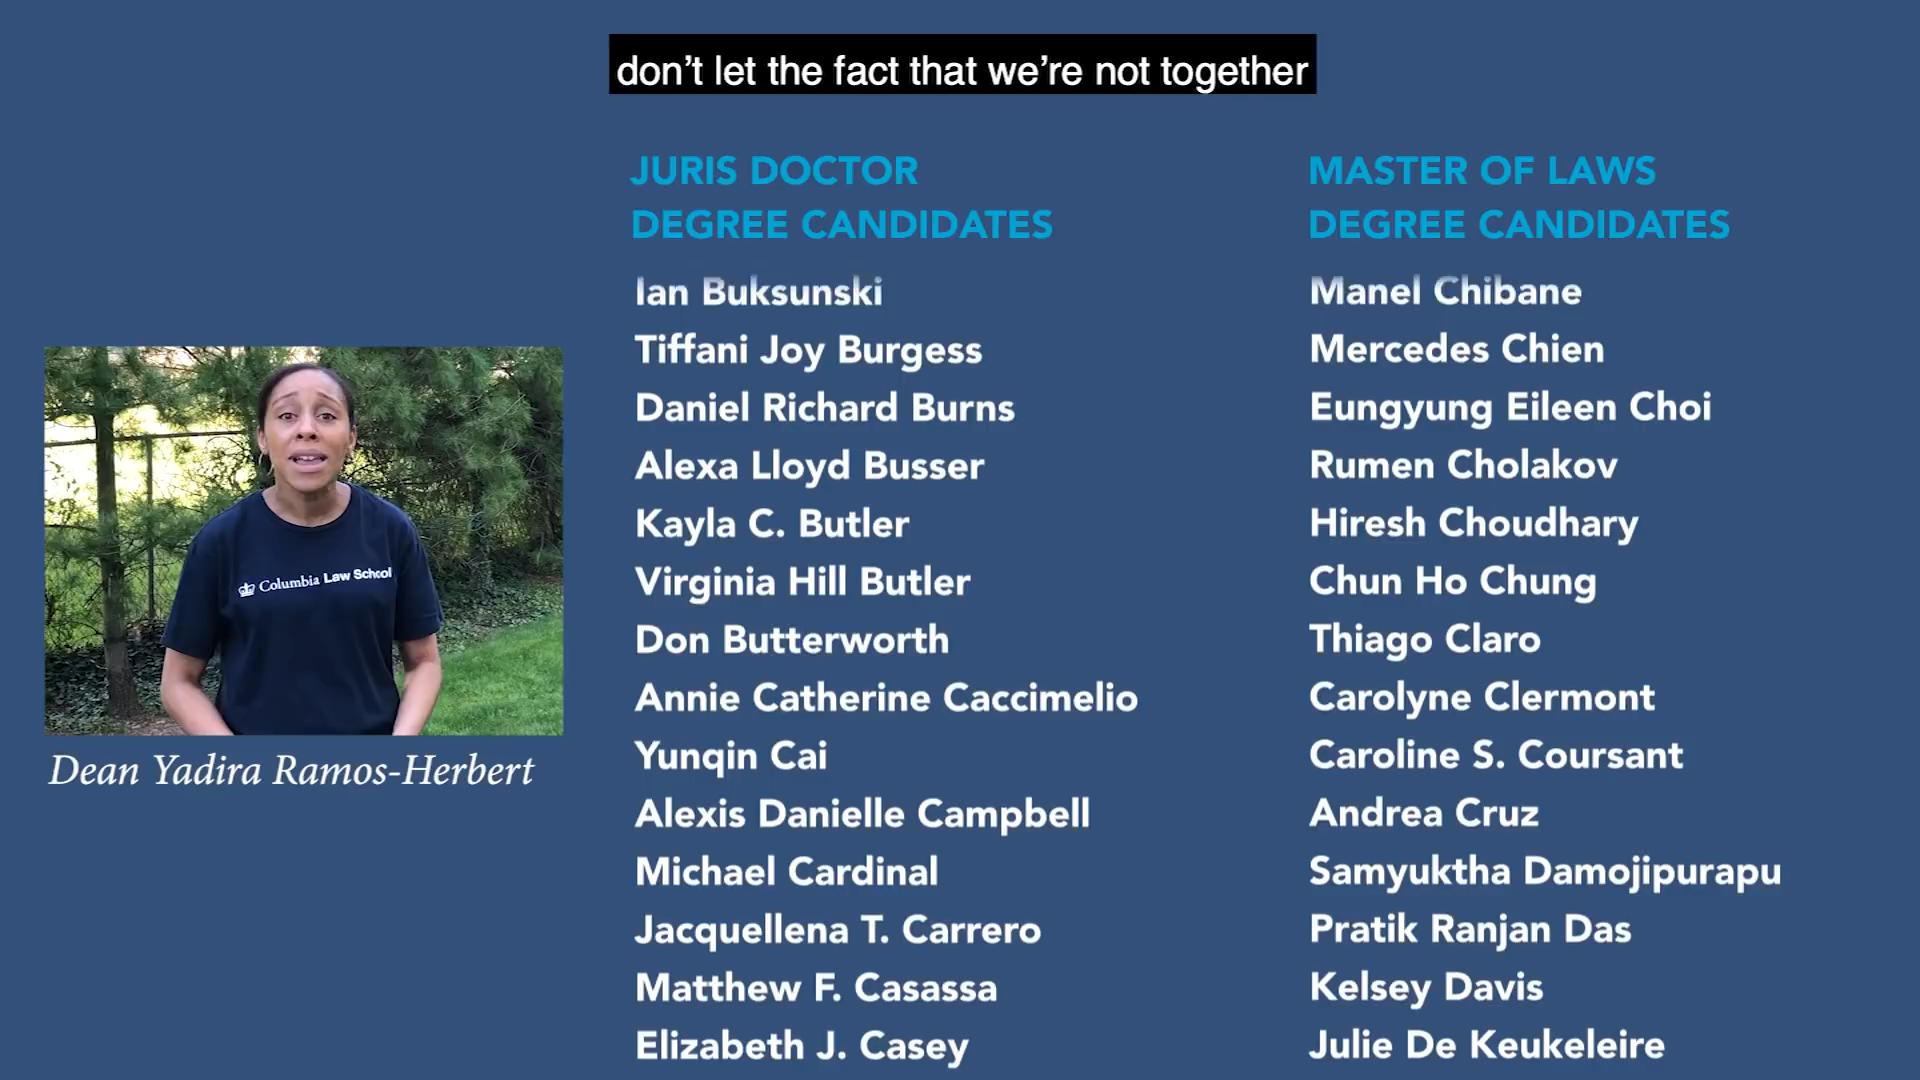 don’t let the fact that we’re not together
JURIS DOCTOR
DEGREE CANDIDATES
Ian Buksunski
Tiffani Joy Burgess
Daniel Richard Burns
Alexa Lloyd Busser
Kayla C. Butler
Virginia Hill Butler
Don Butterworth
Annie Catherine Caccimelio
Yunqin Cai
Alexis Danielle Campbell
Michael Cardinal
Jacquellena T. Carrero
Matthew F. Casassa
Elizabeth J. Casey
MASTER OF LAWS
DEGREE CANDIDATES
Manel Chibane
Mercedes Chien
Eungyung Eileen Choi
Rumen Cholakov
Hiresh Choudhary
Chun Ho Chung
Thiago Claro
Carolyne Clermont
Caroline S. Coursant
Andrea Cruz
Samyuktha Damojipurapu
Pratik Ranjan Das
Kelsey Davis
Julie De Keukeleire
Columbia Law School
Dean Yadira Ramos-Herbert